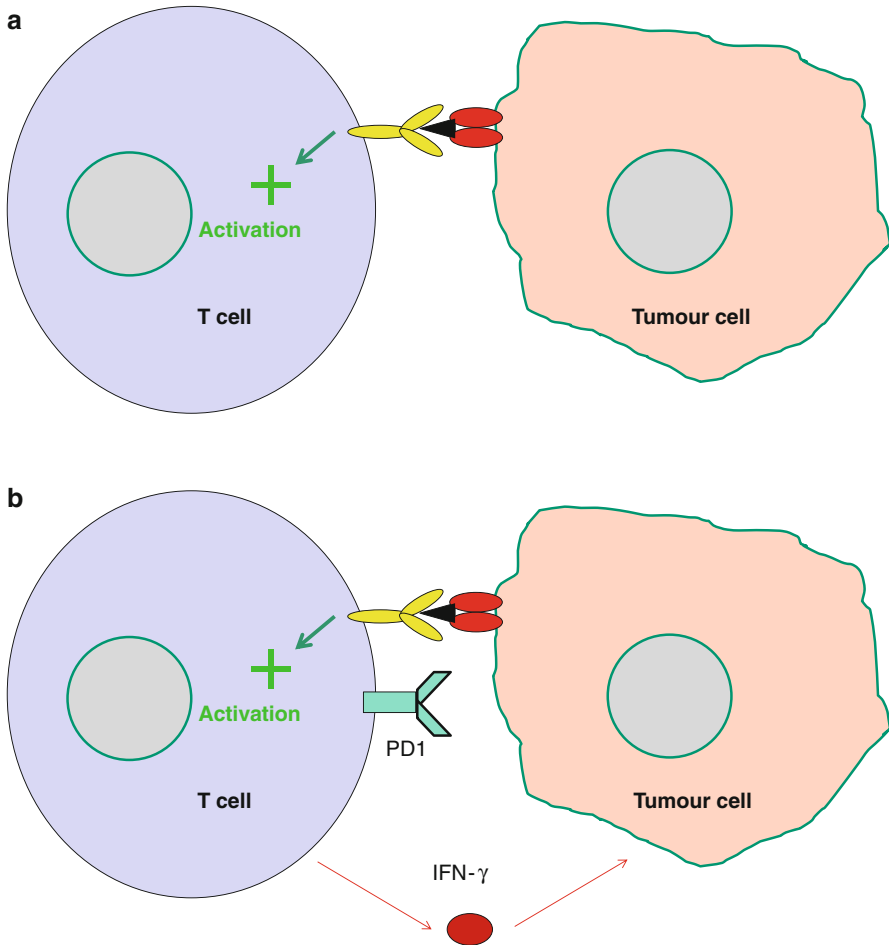 a
Activation
T cell
Tumour cell
b
Activation
PD1
T cell
Tumour cell
IFN-γ